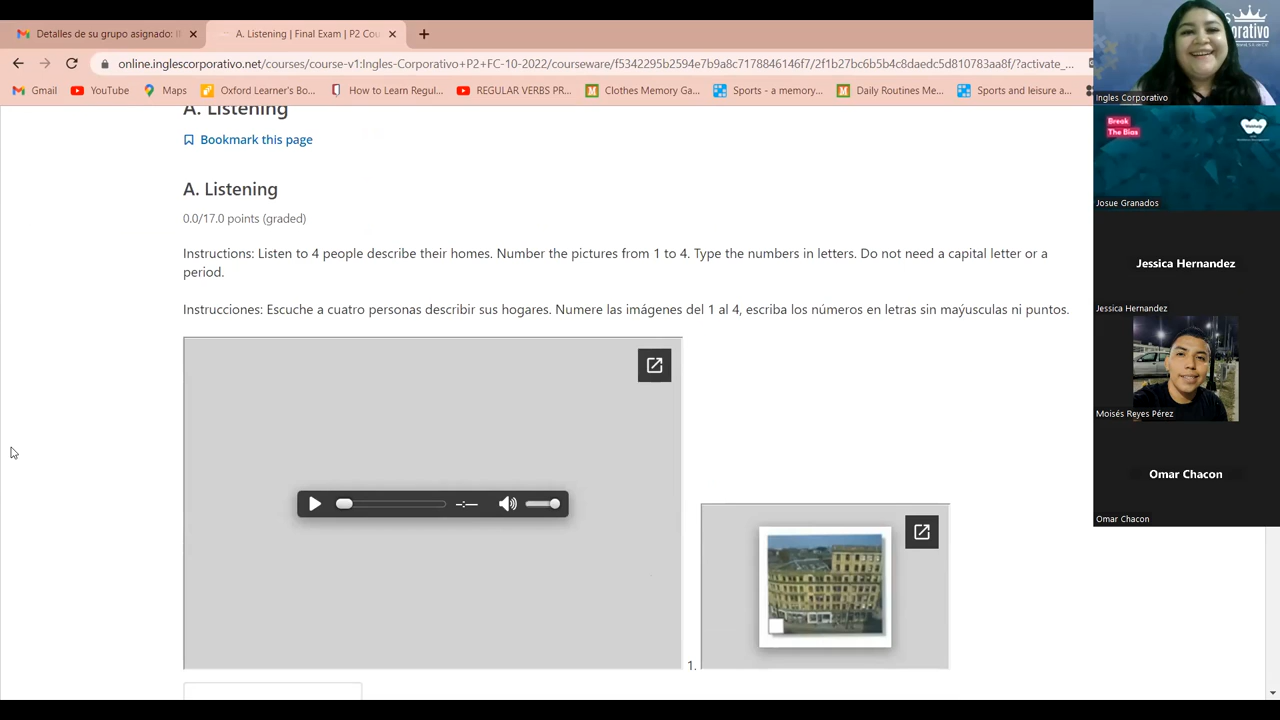 Detalles de su grupo asignado: I
A. Listening | Final Exam | P2 Cou
online.inglescorporativo.net/courses/course-v1:Ingles-Corporativo+P2+FC-10-2022/courseware/f5342295b2594e7b9a8c7178846146f7/2f1b27bc6b5b4c8daedc5d810783aa8f/?activate_...
Gmail
YouTube
Maps
Oxford Learner's Bo...
How to Learn Regul...
REGULAR VERBS PR...
Clothes Memory Ga...
Sports - a memory...
Daily Routines Me...
Sports and leisure a...
A. Listening
Bookmark this page
A. Listening
0.0/17.0 points (graded)
Instructions: Listen to 4 people describe their homes. Number the pictures from 1 to 4. Type the numbers in letters. Do not need a capital letter or a
period.
Instrucciones: Escuche a cuatro personas describir sus hogares. Numere las imágenes del 1 al 4, escriba los números en letras sin maýusculas ni puntos.
-:--
1.
Ingles Corporativo
Break
The Bias
Josue Granados
Jessica Hernandez
Jessica Hernandez
Moisés Reyes Pérez
Omar Chacon
Omar Chacon